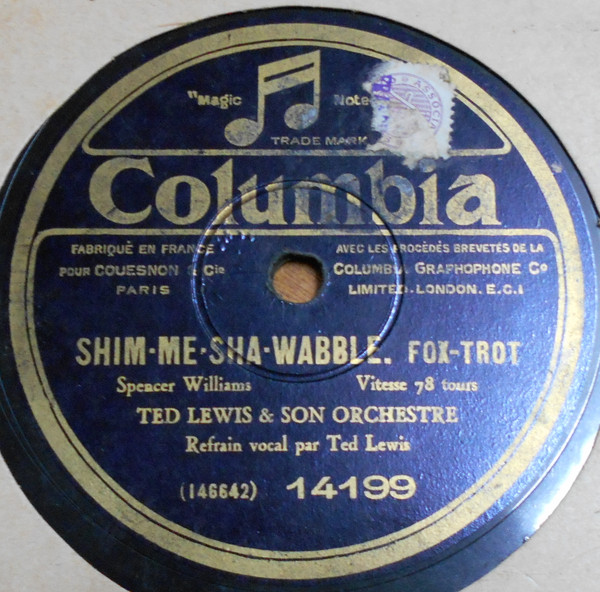 "Magic Note
TRADE MARK
Columbia
FABRIQUÉ EN FRANCE
POUR COUESNON & Cie
PARIS
AVEC LES PROCÉDÉS BREVETÉS DE LA
COLUMBIA GRAPHOPHONE Co
LIMITED. LONDON. E.C.1
SHIM·ME·SHA·WABBLE. FOX-TROT
Spencer Williams Vitesse 78 tours
TED LEWIS & SON ORCHESTRE
Refrain vocal par Ted Lewis
(146642) 14199